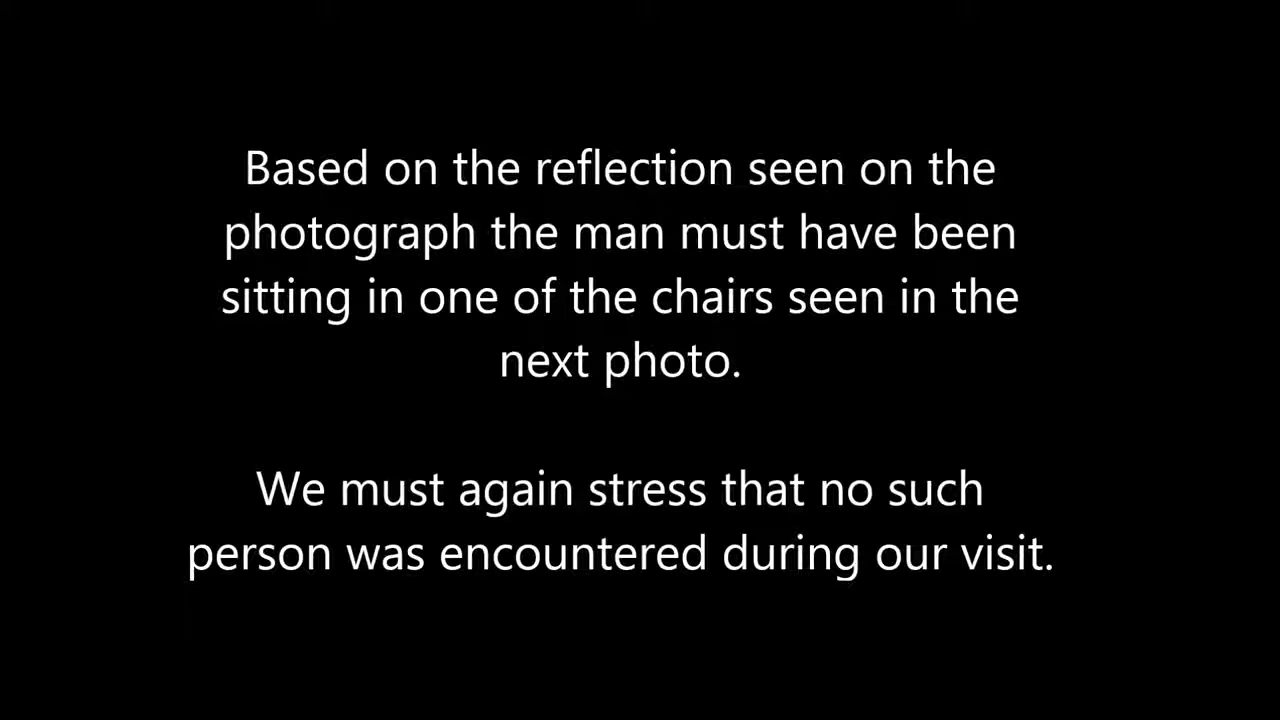 Based on the reflection seen on the
photograph the man must have been
sitting in one of the chairs seen in the
next photo.
We must again stress that no such
person was encountered during our visit.